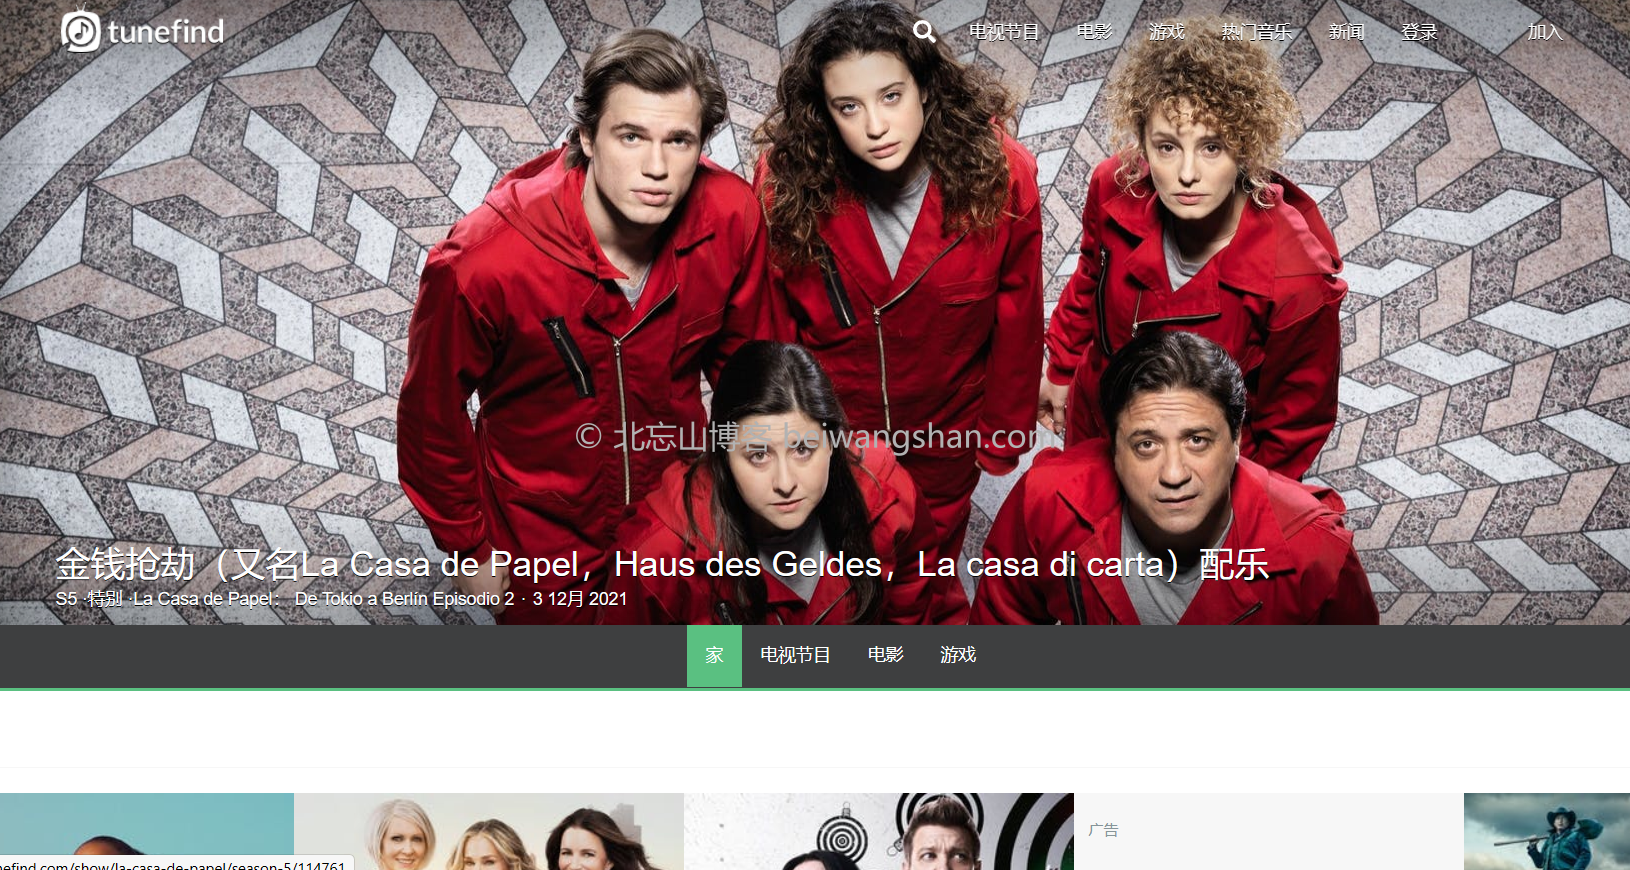 tunefind
电视节目
电影
游戏
热门音乐
新闻
登录
加入
© 北忘山博客 beiwangshan.com
金钱抢劫（又名La Casa de Papel，Haus des Geldes，La casa di carta）配乐
S5 ·特别 ·La Casa de Papel： De Tokio a Berlín Episodio 2 · 3 12月 2021
家
电视节目
电影
游戏
广告
nefind.com/show/la-casa-de-papel/season-5/114761